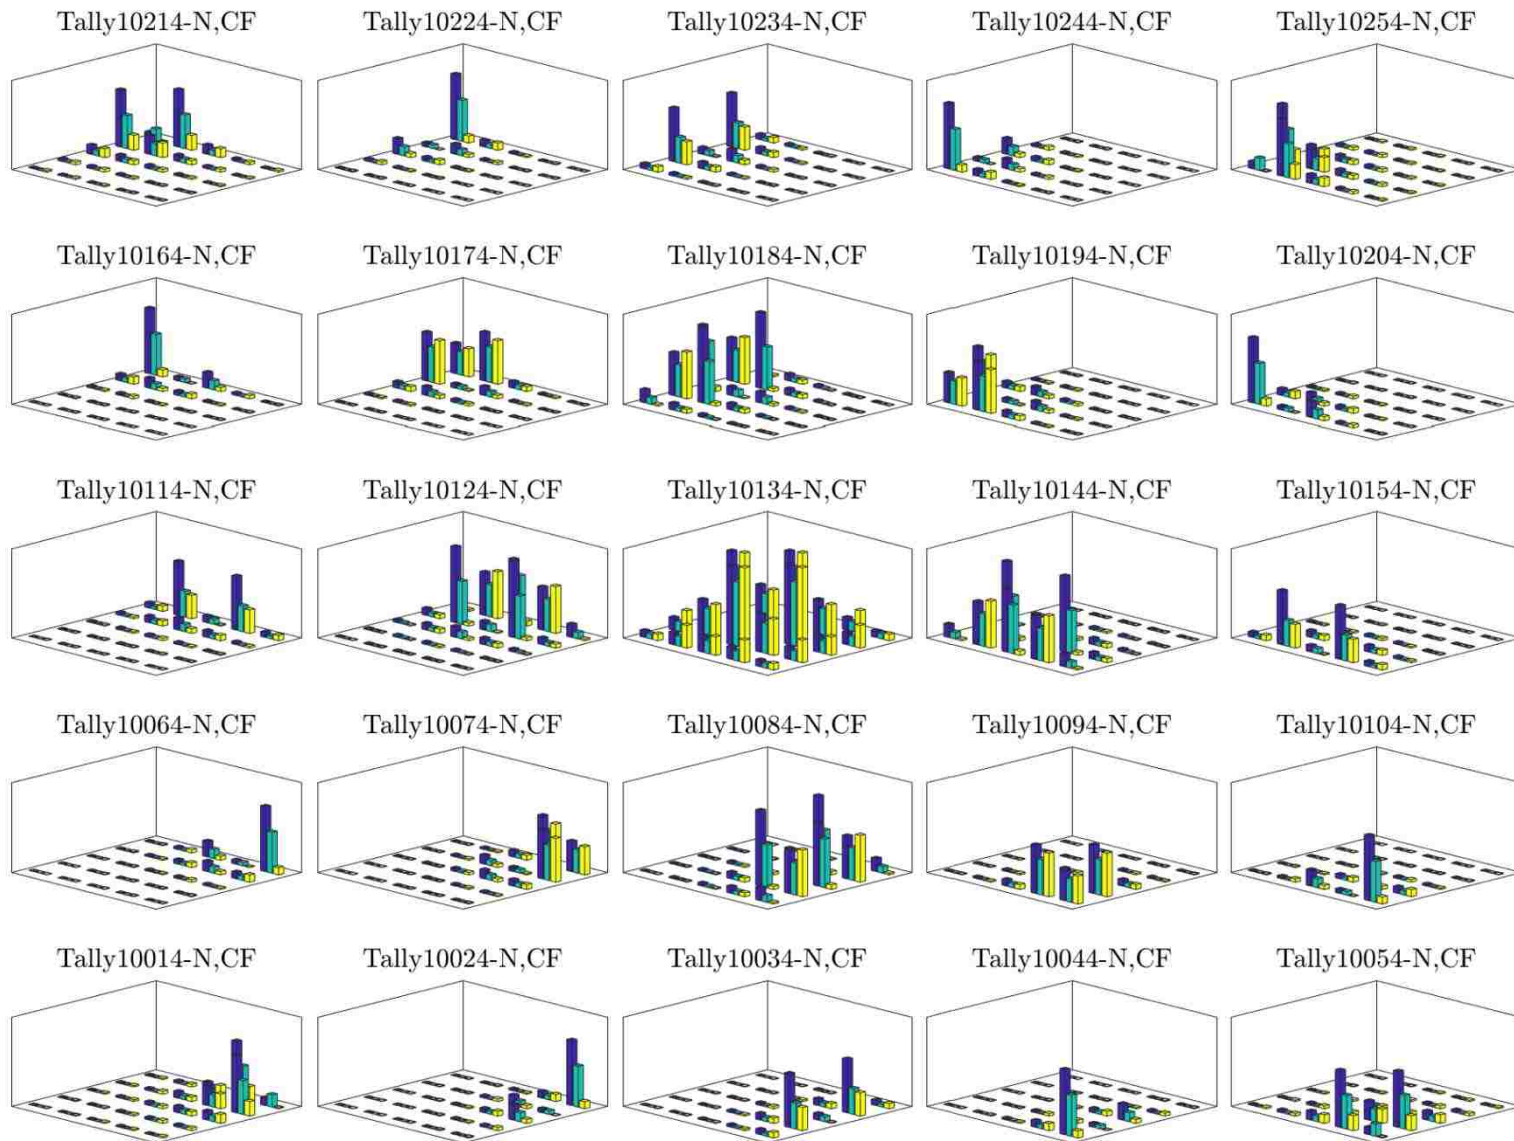 Tally10214-N,CF Tally10224-N,CF Tally10234-N,CF Tally10244-N,CF Tally10254-N,CF
Tally10164-N,CF Tally10174-N,CF Tally10184-N,CF Tally10194-N,CF Tally10204-N,CF
Tally10114-N,CF Tally10124-N,CF Tally10134-N,CF Tally10144-N,CF Tally10154-N,CF
Tally10064-N,CF Tally10074-N,CF Tally10084-N,CF Tally10094-N,CF Tally10104-N,CF
Tally10014-N,CF Tally10024-N,CF Tally10034-N,CF Tally10044-N,CF Tally10054-N,CF